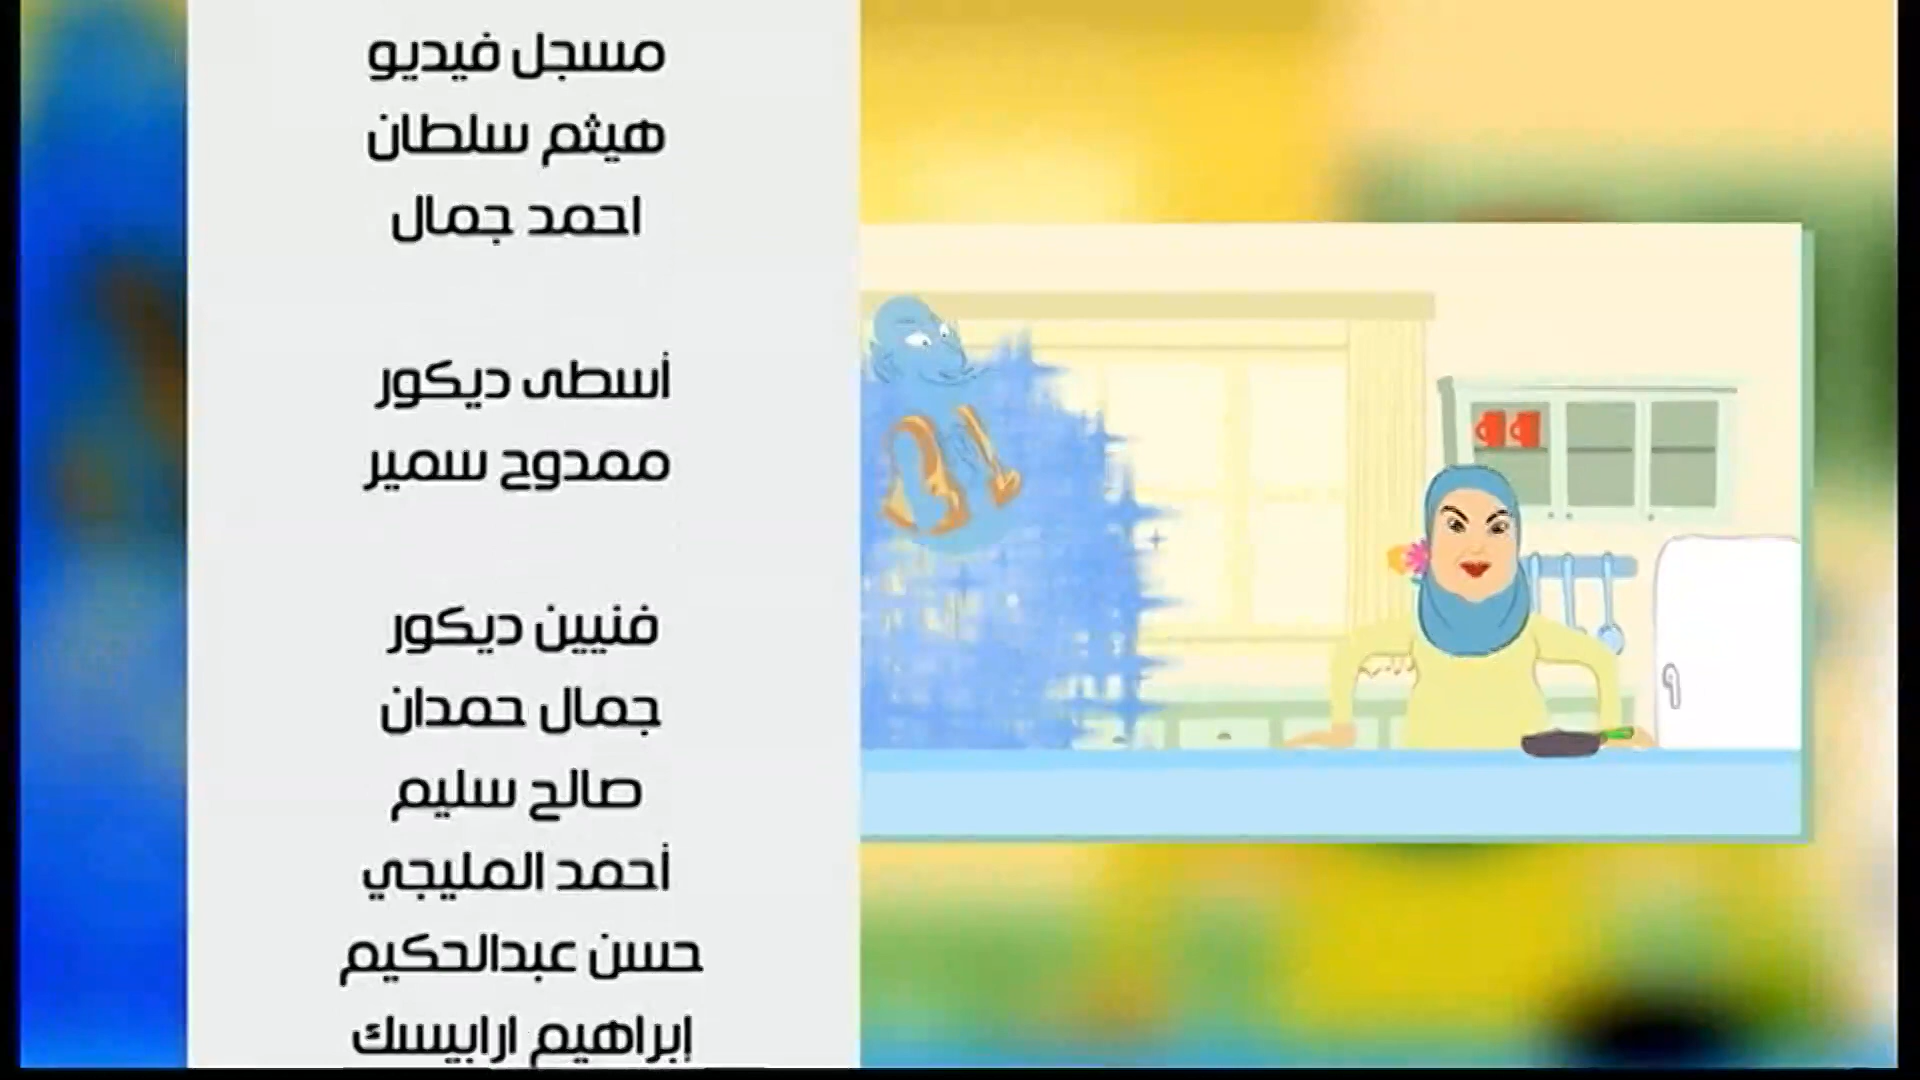 مسجل فيديو
هيثم سلطان
احمد جمال
أسطى ديكور
ممدوح سمير
فنيين ديكور
جمال حمدان
صالح سليم
أحمد المليجي
حسن عبدالحكيم
إبراهيم ارابيسك